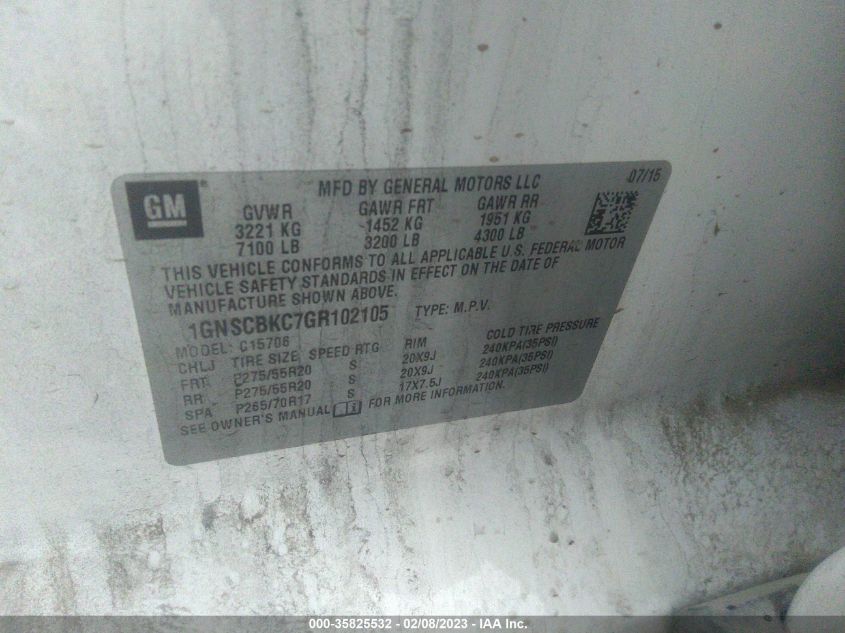 GM
MFD BY GENERAL MOTORS LLC 07/15
GVWR GAWR FRT GAWR RR
3221 KG 1452 KG 1951 KG
7100 LB 3200 LB 4300 LB
THIS VEHICLE CONFORMS TO ALL APPLICABLE U.S. FEDERAL MOTOR
VEHICLE SAFETY STANDARDS IN EFFECT ON THE DATE OF
MANUFACTURE SHOWN ABOVE.
1GNSCBKC7GR102105 TYPE: M.P.V.
MODEL: C15706
CHLJ TIRE SIZE SPEED RTG RIM COLD TIRE PRESSURE
FRT P275/55R20 S 20X9J 240KPA(35PSI)
RR P275/55R20 S 20X9J 240KPA(35PSI)
SPA P265/70R17 S 17X7.5J 240KPA(35PSI)
SEE OWNER'S MANUAL FOR MORE INFORMATION.
000-35825532 - 02/08/2023 - IAA Inc.